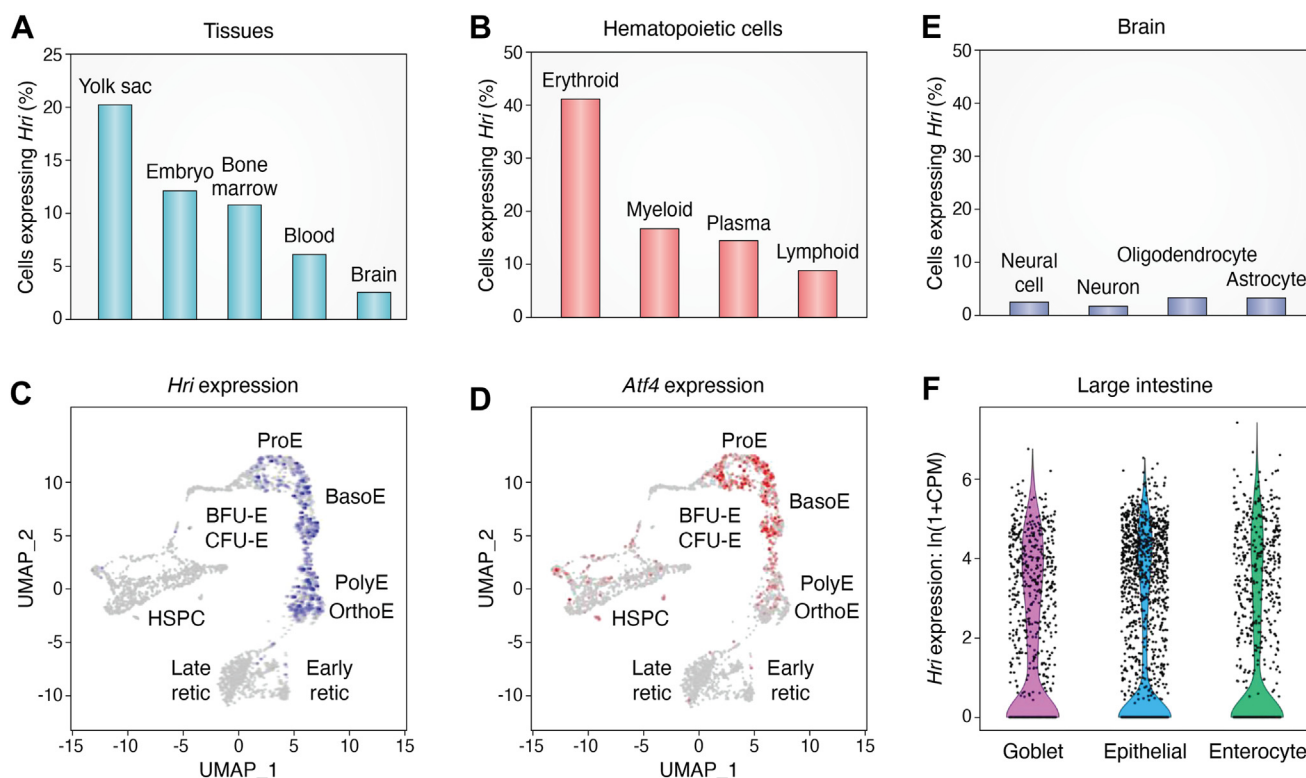 A
Tissues
Cells expressing Hri (%)
25
20
15
10
5
0
Yolk sac
Embryo
Bone
marrow
Blood
Brain
B
Hematopoietic cells
Cells expressing Hri (%)
50
40
30
20
10
0
Erythroid
Myeloid
Plasma
Lymphoid
E
Brain
Cells expressing Hri (%)
50
40
30
20
10
0
Neural
cell
Neuron
Oligodendrocyte
Astrocyte
C
Hri expression
UMAP_2
10
5
0
-5
-10
ProE
BasoE
BFU-E
CFU-E
PolyE
OrthoE
HSPC
Late
retic
Early
retic
-15 -10 -5 0 5 10 15
UMAP_1
D
Atf4 expression
UMAP_2
10
5
0
-5
-10
ProE
BasoE
BFU-E
CFU-E
PolyE
OrthoE
HSPC
Late
retic
Early
retic
-15 -10 -5 0 5 10 15
UMAP_1
F
Large intestine
Hri expression: ln(1+CPM)
6
4
2
0
Goblet Epithelial Enterocyte